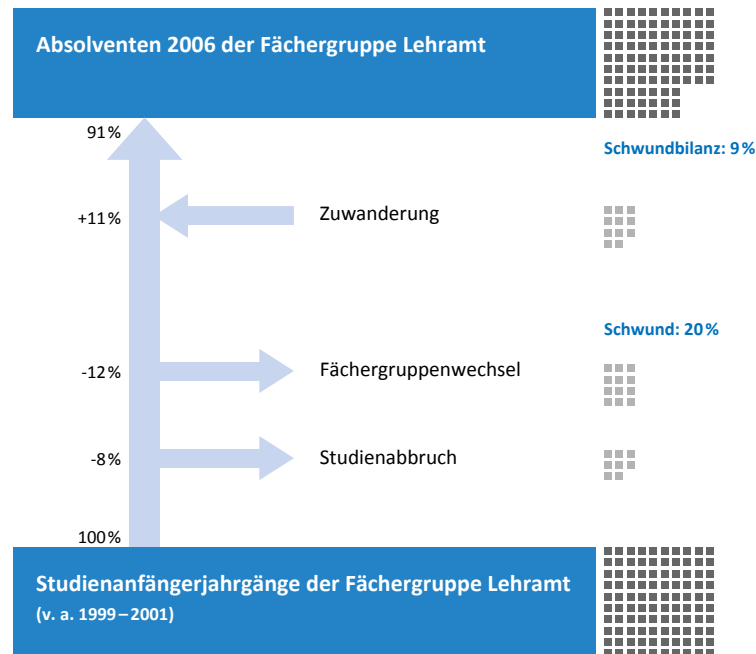 Absolventen 2006 der Fächergruppe Lehramt
91%
Schwundbilanz: 9%
+11%
Zuwanderung
Schwund: 20%
-12%
Fächergruppenwechsel
-8%
Studienabbruch
100%
Studienanfängerjahrgänge der Fächergruppe Lehramt
(v. a. 1999–2001)